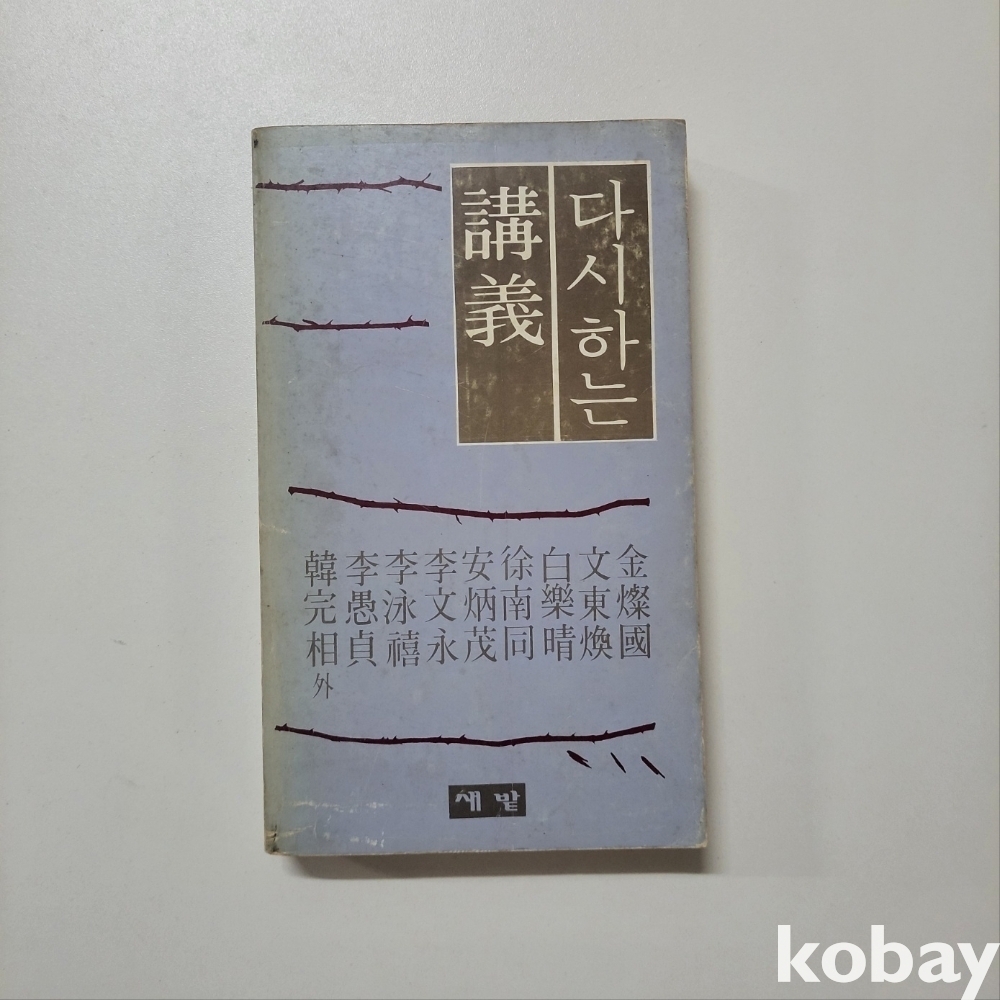 다시 하는
講義
金燦國
文東煥
白樂晴
徐南同
安炳茂
李文永
李泳禧
李愚貞
韓完相 外
새밭
kobay